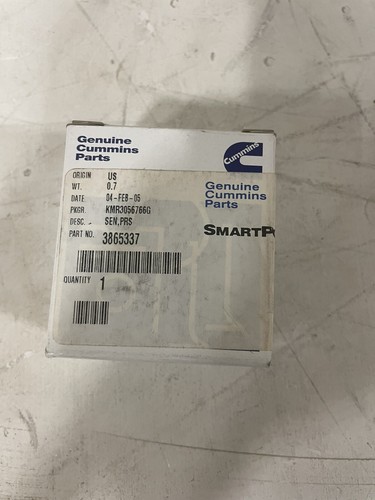 Genuine
Cummins
Parts
Cummins
ORIGIN US
WT. 0.7
DATE 04-FEB-05
PKGR. KMR3056766G
DESC. - SEN,PRS
PART NO. 3865337
QUANTITY 1
Genuine
Cummins
Parts
SMARTP